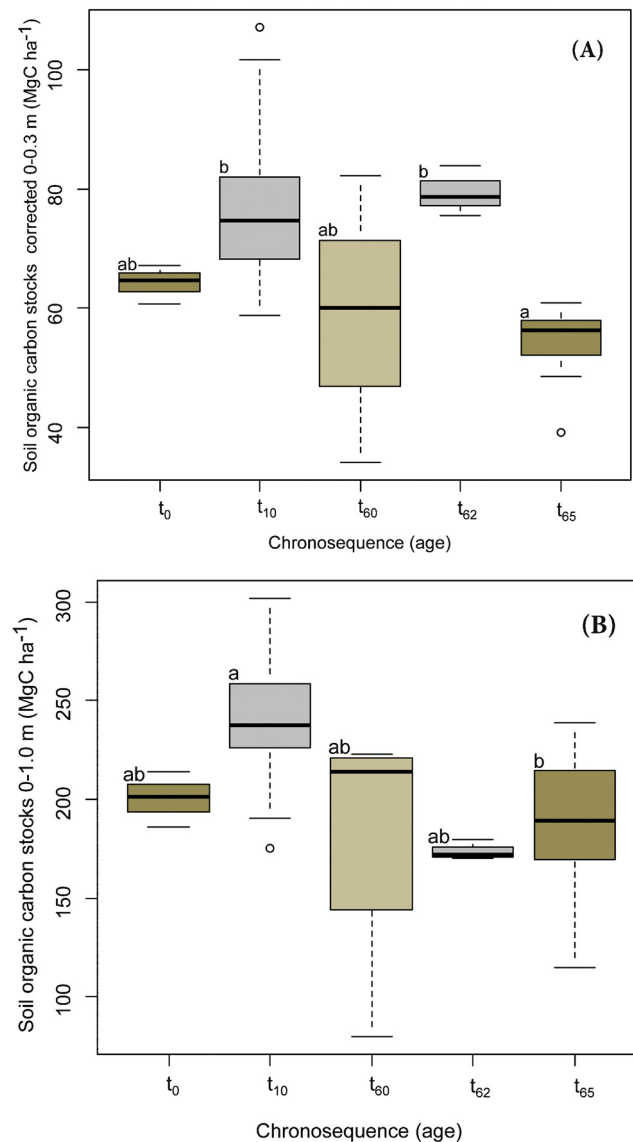 (A)
Soil organic carbon stocks corrected 0-0.3 m (MgC ha⁻¹)
100
80
60
40
ab
b
ab
b
a
t₀
t₁₀
t₆₀
t₆₂
t₆₅
Chronosequence (age)
(B)
Soil organic carbon stocks 0-1.0 m (MgC ha⁻¹)
300
250
200
150
100
ab
a
ab
ab
b
t₀
t₁₀
t₆₀
t₆₂
t₆₅
Chronosequence (age)